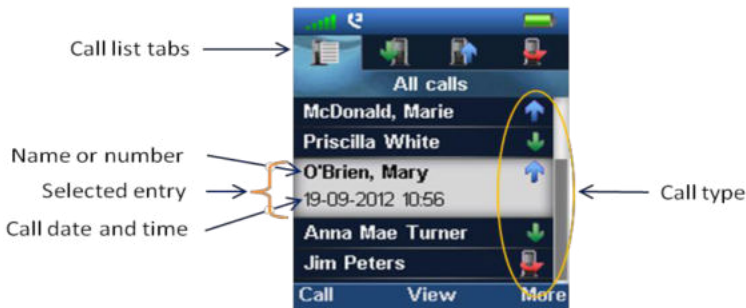 Call list tabs
All calls
McDonald, Marie
Priscilla White
Name or number
O'Brien, Mary
Selected entry
19-09-2012 10:56
Call type
Call date and time
Anna Mae Turner
Jim Peters
Call View More